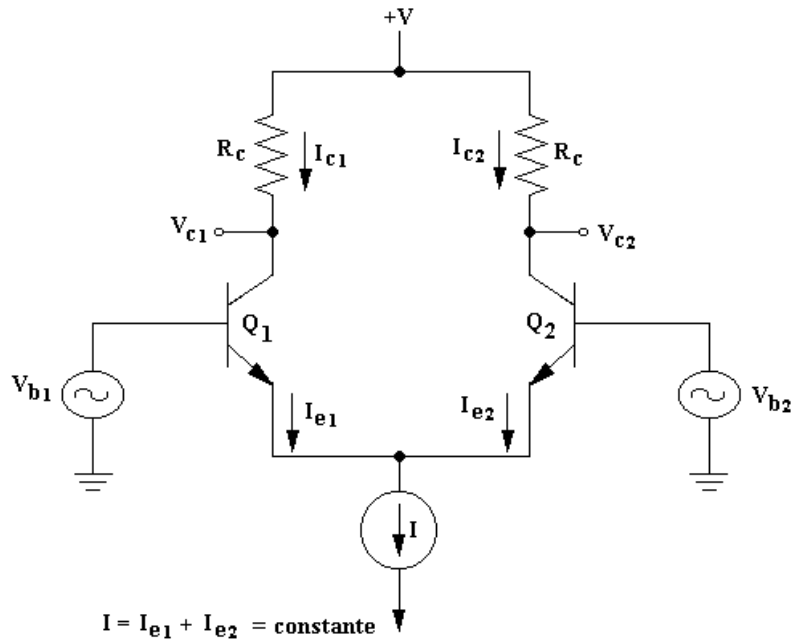 +V
Rc
Ic1
Ic2
Rc
Vc1
Vc2
Q1
Q2
Vb1
Ie1
Ie2
Vb2
I
I = Ie1 + Ie2 = constante